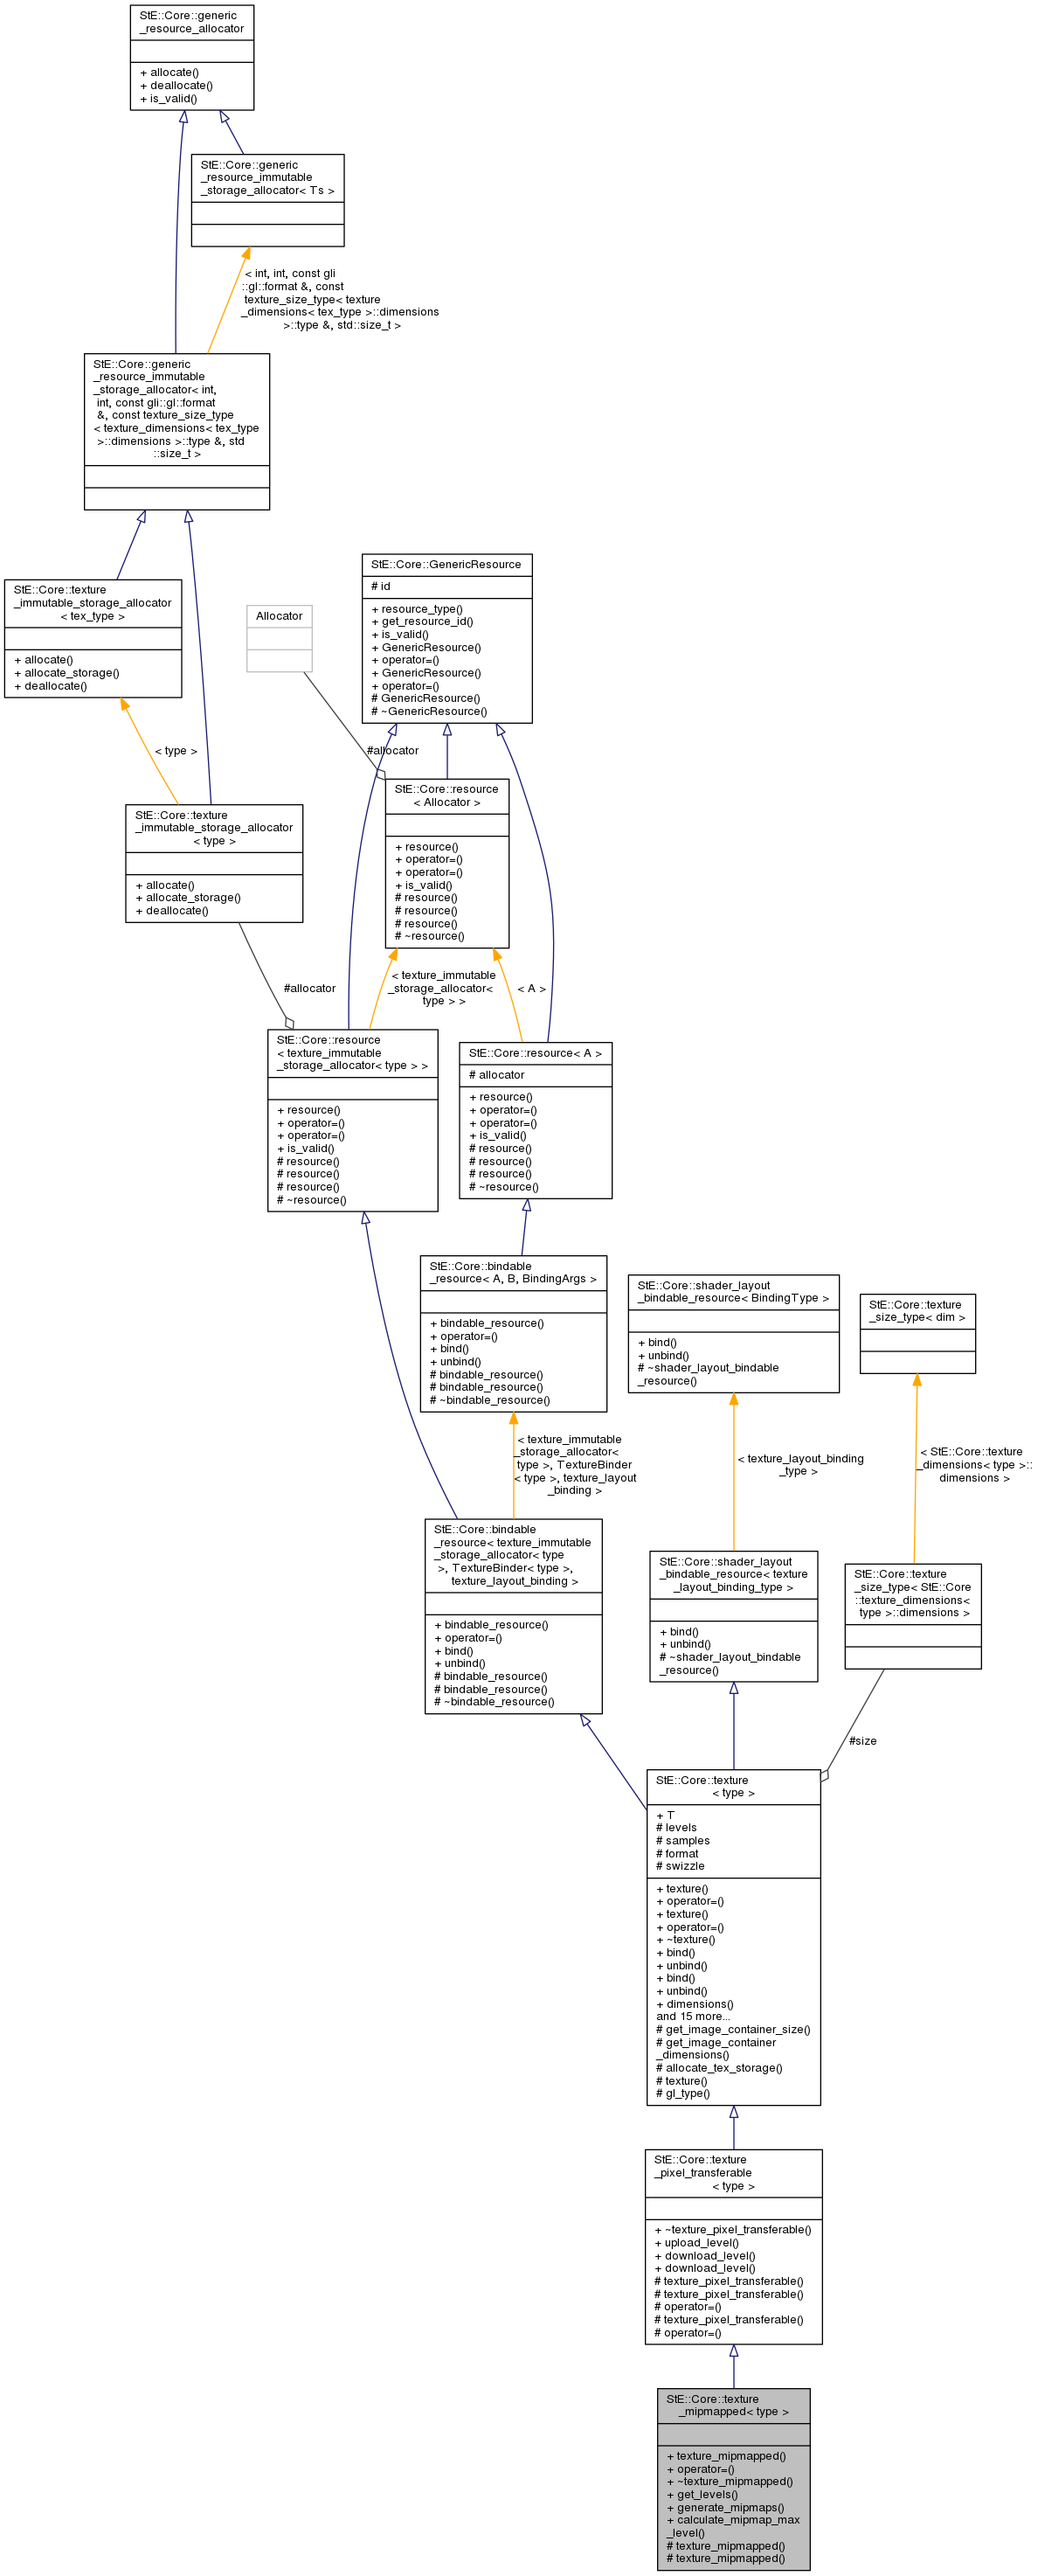 StE::Core::generic
_resource_allocator
+ allocate()
+ deallocate()
+ is_valid()
StE::Core::generic
_resource_immutable
_storage_allocator< Ts >
< int, int, const gli
::gl::format &, const
texture_size_type< texture
_dimensions< tex_type >::dimensions
>::type &, std::size_t >
StE::Core::generic
_resource_immutable
_storage_allocator< int,
int, const gli::gl::format
&, const texture_size_type
< texture_dimensions< tex_type
>::dimensions >::type &, std
::size_t >
StE::Core::texture
_immutable_storage_allocator
< tex_type >
+ allocate()
+ allocate_storage()
+ deallocate()
Allocator
StE::Core::GenericResource
# id
+ resource_type()
+ get_resource_id()
+ is_valid()
+ GenericResource()
+ operator=()
+ GenericResource()
+ operator=()
# GenericResource()
# ~GenericResource()
< type >
#allocator
StE::Core::texture
_immutable_storage_allocator
< type >
+ allocate()
+ allocate_storage()
+ deallocate()
StE::Core::resource
< Allocator >
+ resource()
+ operator=()
+ operator=()
+ is_valid()
# resource()
# resource()
# resource()
# ~resource()
#allocator
< texture_immutable
_storage_allocator<
type > >
< A >
StE::Core::resource
< texture_immutable
_storage_allocator< type > >
+ resource()
+ operator=()
+ operator=()
+ is_valid()
# resource()
# resource()
# resource()
# ~resource()
StE::Core::resource< A >
# allocator
+ resource()
+ operator=()
+ operator=()
+ is_valid()
# resource()
# resource()
# resource()
# ~resource()
StE::Core::bindable
_resource< A, B, BindingArgs >
+ bindable_resource()
+ operator=()
+ bind()
+ unbind()
# bindable_resource()
# bindable_resource()
# ~bindable_resource()
StE::Core::shader_layout
_bindable_resource< BindingType >
+ bind()
+ unbind()
# ~shader_layout_bindable
_resource()
StE::Core::texture
_size_type< dim >
< texture_immutable
_storage_allocator<
type >, TextureBinder
< type >, texture_layout
_binding >
< texture_layout_binding
_type >
< StE::Core::texture
_dimensions< type >::
dimensions >
StE::Core::bindable
_resource< texture_immutable
_storage_allocator< type
>, TextureBinder< type >,
texture_layout_binding >
+ bindable_resource()
+ operator=()
+ bind()
+ unbind()
# bindable_resource()
# bindable_resource()
# ~bindable_resource()
StE::Core::shader_layout
_bindable_resource< texture
_layout_binding_type >
+ bind()
+ unbind()
# ~shader_layout_bindable
_resource()
StE::Core::texture
_size_type< StE::Core
::texture_dimensions<
type >::dimensions >
#size
StE::Core::texture
< type >
+ T
# levels
# samples
# format
# swizzle
+ texture()
+ operator=()
+ texture()
+ operator=()
+ ~texture()
+ bind()
+ unbind()
+ bind()
+ unbind()
+ dimensions()
and 15 more...
# get_image_container_size()
# get_image_container
_dimensions()
# allocate_tex_storage()
# texture()
# gl_type()
StE::Core::texture
_pixel_transferable
< type >
+ ~texture_pixel_transferable()
+ upload_level()
+ download_level()
+ download_level()
# texture_pixel_transferable()
# texture_pixel_transferable()
# operator=()
# texture_pixel_transferable()
# operator=()
StE::Core::texture
_mipmapped< type >
+ texture_mipmapped()
+ operator=()
+ ~texture_mipmapped()
+ get_levels()
+ generate_mipmaps()
+ calculate_mipmap_max
_level()
# texture_mipmapped()
# texture_mipmapped()